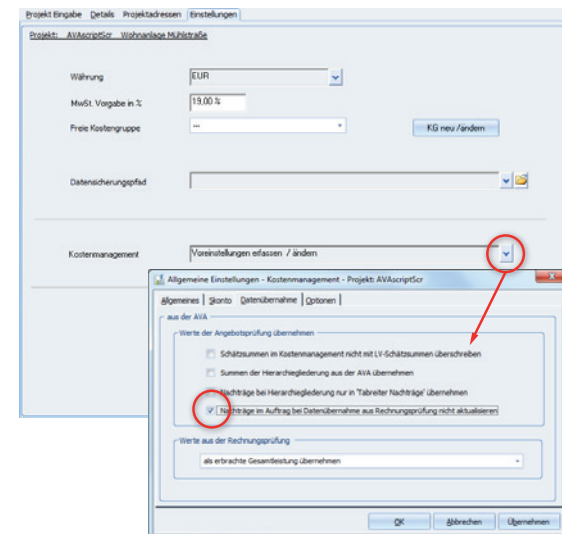 Projekt Eingabe Details Projektadressen Einstellungen
Projekt: AVAscriptScr Wohnanlage Mühlstraße
Währung EUR
MwSt. Vorgabe in % 19,00 %
Freie Kostengruppe --- KG neu /ändern
Datensicherungspfad
Kostenmanagement Voreinstellungen erfassen / ändern
Allgemeine Einstellungen - Kostenmanagement - Projekt: AVAscriptScr
Allgemeines Skonto Datenübernahme Optionen
aus der AVA
Werte der Angebotsprüfung übernehmen
Schätzsummen im Kostenmanagement nicht mit LV-Schätzsummen überschreiben
Summen der Hierarchiegliederung aus der AVA übernehmen
Nachträge bei Hierarchiegliederung nur in 'Tabreiter Nachträge' übernehmen
Nachträge im Auftrag bei Datenübernahme aus Rechnungsprüfung nicht aktualisieren
Werte aus der Rechnungsprüfung
als erbrachte Gesamtleistung übernehmen
OK Abbrechen Übernehmen